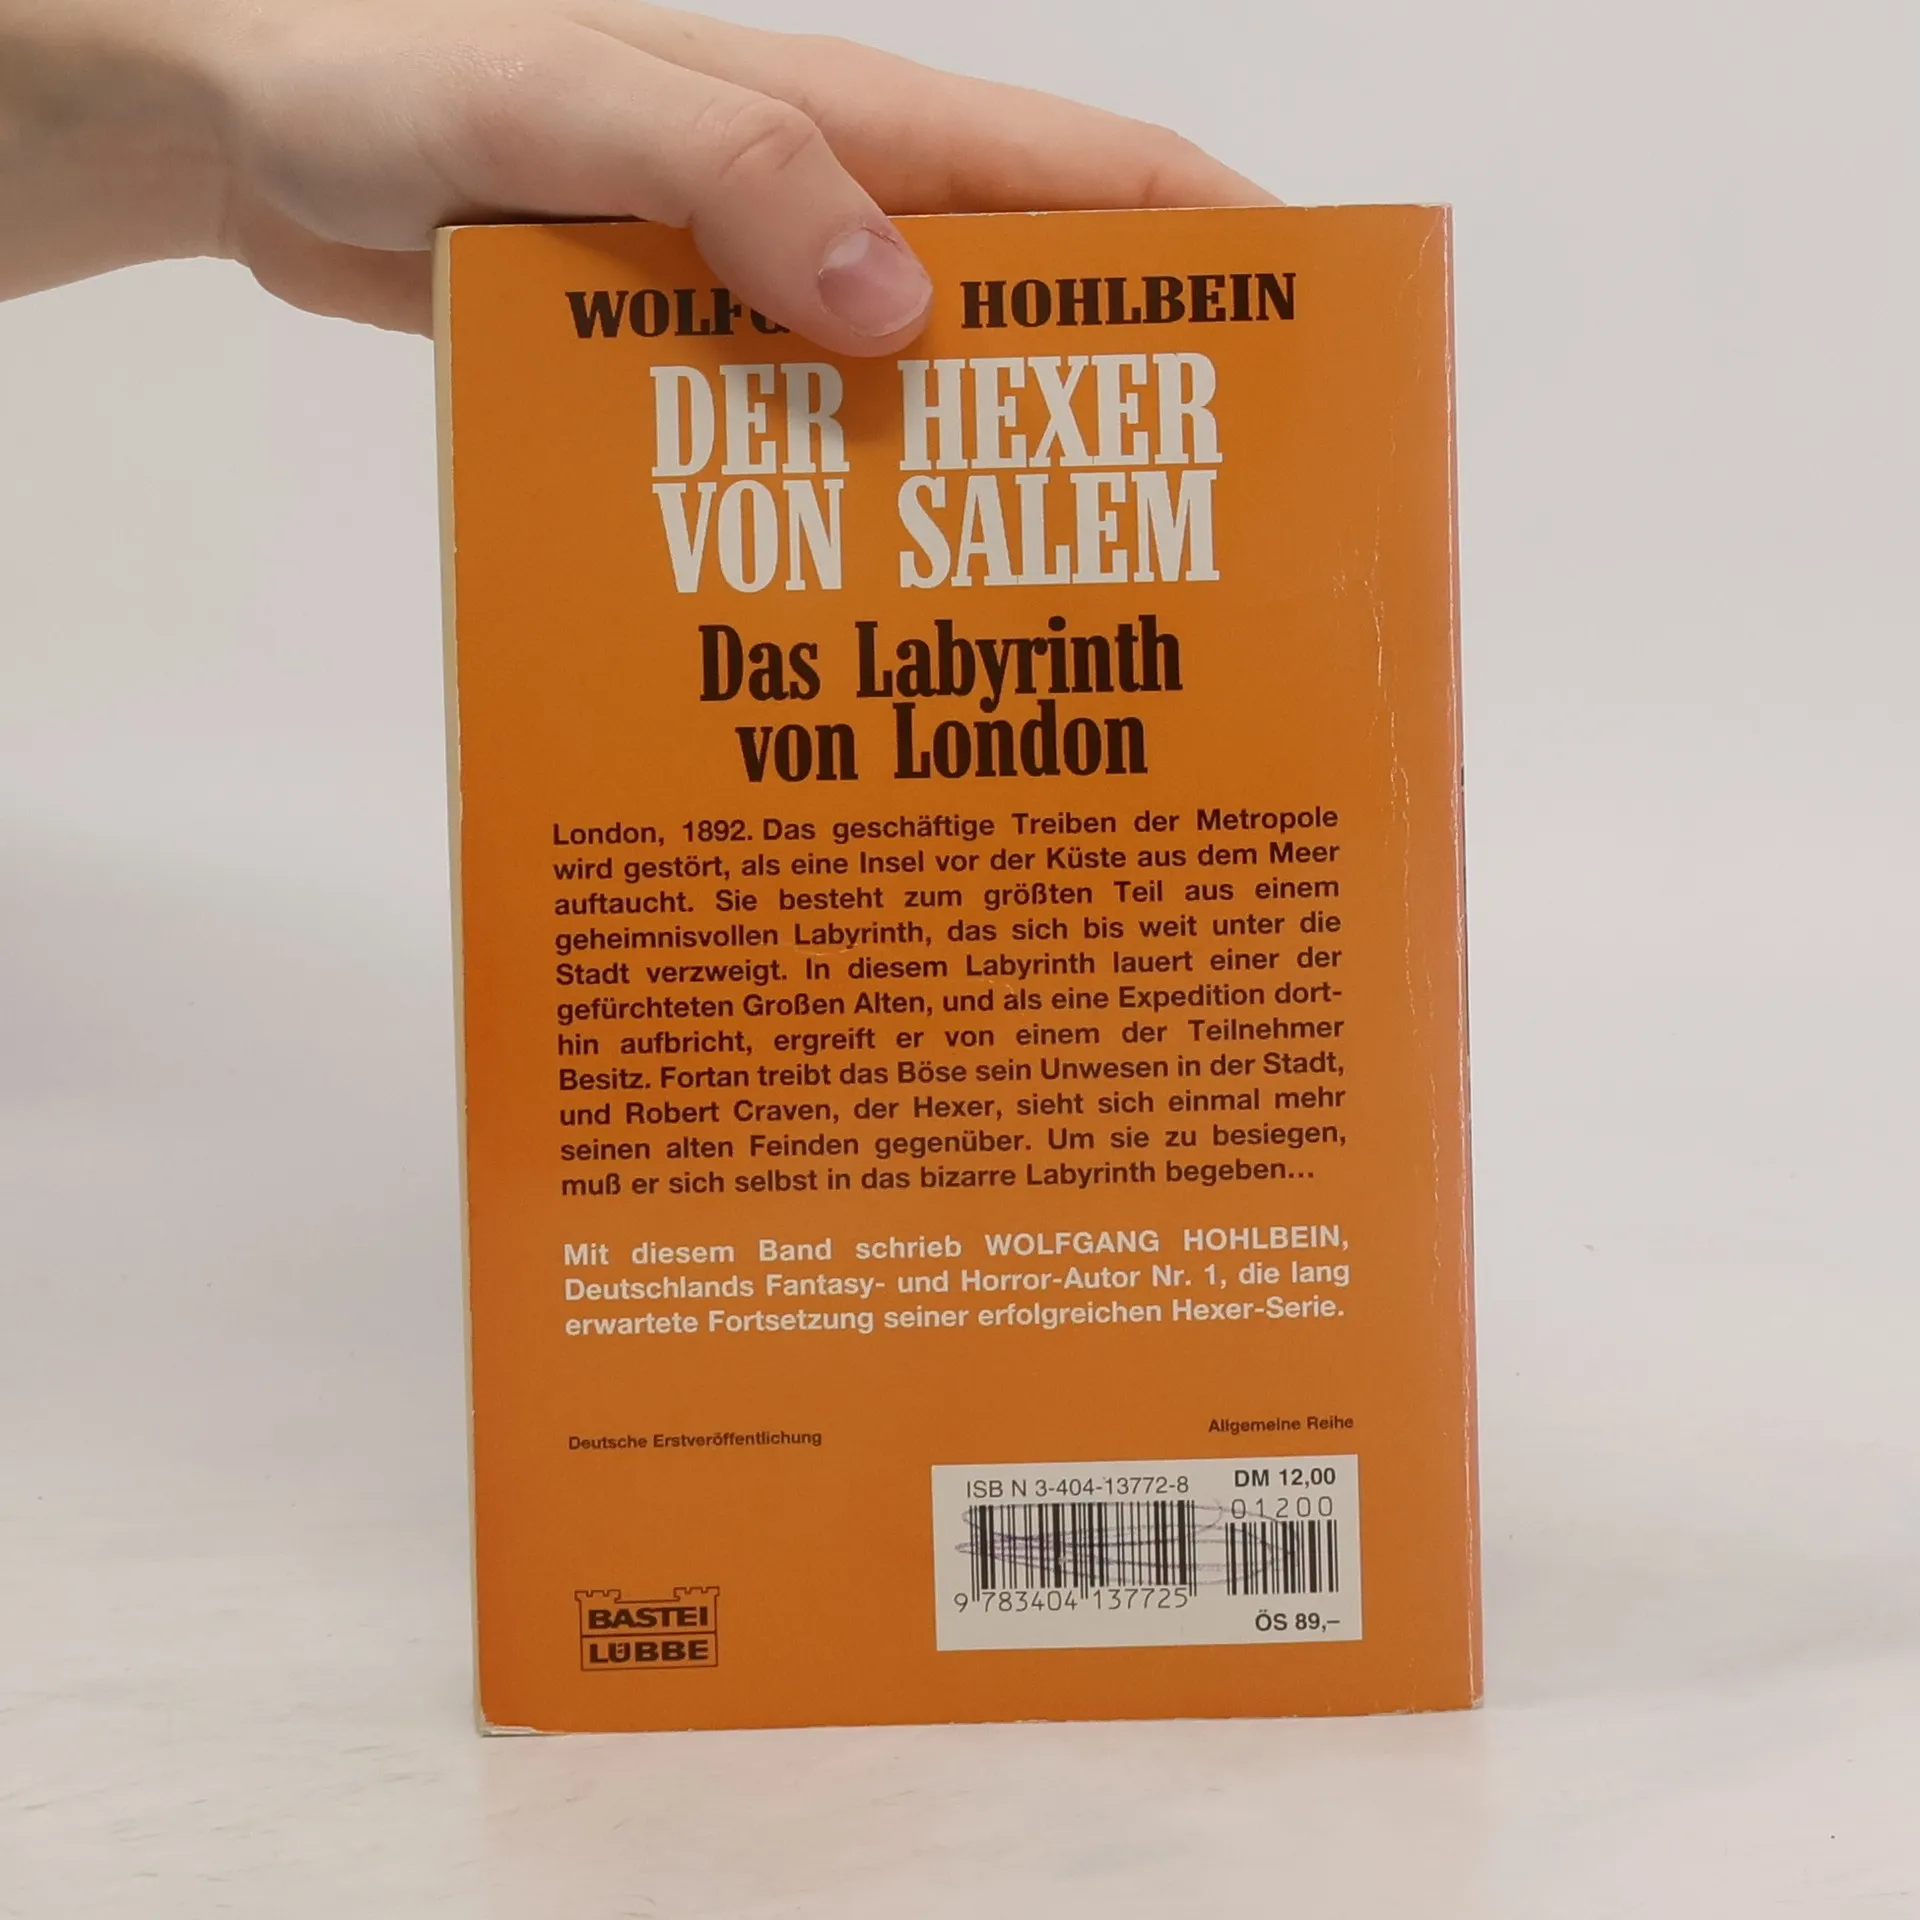 WOLFG HOHLBEIN
DER HEXER
VON SALEM
Das Labyrinth
von London
London, 1892. Das geschäftige Treiben der Metropole
wird gestört, als eine Insel vor der Küste aus dem Meer
auftaucht. Sie besteht zum größten Teil aus einem
geheimnisvollen Labyrinth, das sich bis weit unter die
Stadt verzweigt. In diesem Labyrinth lauert einer der
gefürchteten Großen Alten, und als eine Expedition dort-
hin aufbricht, ergreift er von einem der Teilnehmer
Besitz. Fortan treibt das Böse sein Unwesen in der Stadt,
und Robert Craven, der Hexer, sieht sich einmal mehr
seinen alten Feinden gegenüber. Um sie zu besiegen,
muß er sich selbst in das bizarre Labyrinth begeben...
Mit diesem Band schrieb WOLFGANG HOHLBEIN,
Deutschlands Fantasy- und Horror-Autor Nr. 1, die lang
erwartete Fortsetzung seiner erfolgreichen Hexer-Serie.
Deutsche Erstveröffentlichung
Allgemeine Reihe
ISBN 3-404-13772-8
DM 12,00
01200
9 783404 137725
ÖS 89,–
BASTEI
LÜBBE